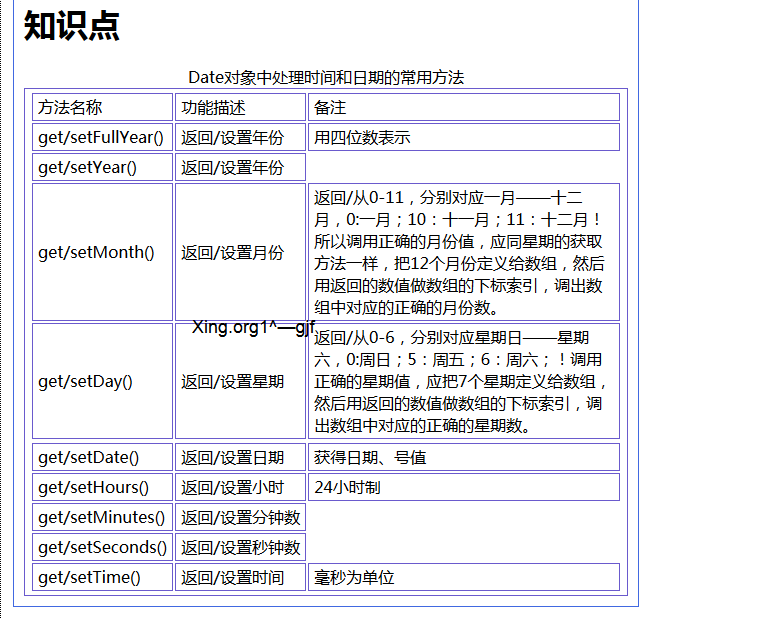 知识点
Date对象中处理时间和日期的常用方法
方法名称 功能描述 备注
get/setFullYear() 返回/设置年份 用四位数表示
get/setYear() 返回/设置年份
get/setMonth() 返回/设置月份
返回/从0-11，分别对应一月——十二
月，0:一月；10：十一月；11：十二月！
所以调用正确的月份值，应同星期的获取
方法一样，把12个月份定义给数组，然后
用返回的数值做数组的下标索引，调出数
组中对应的正确的月份数。
Xing.org1^—gjf
get/setDay() 返回/设置星期
返回/从0-6，分别对应星期日——星期
六，0:周日；5：周五；6：周六；！调用
正确的星期值，应把7个星期定义给数组，
然后用返回的数值做数组的下标索引，调
出数组中对应的正确的星期数。
get/setDate() 返回/设置日期 获得日期、号值
get/setHours() 返回/设置小时 24小时制
get/setMinutes() 返回/设置分钟数
get/setSeconds() 返回/设置秒钟数
get/setTime() 返回/设置时间 毫秒为单位